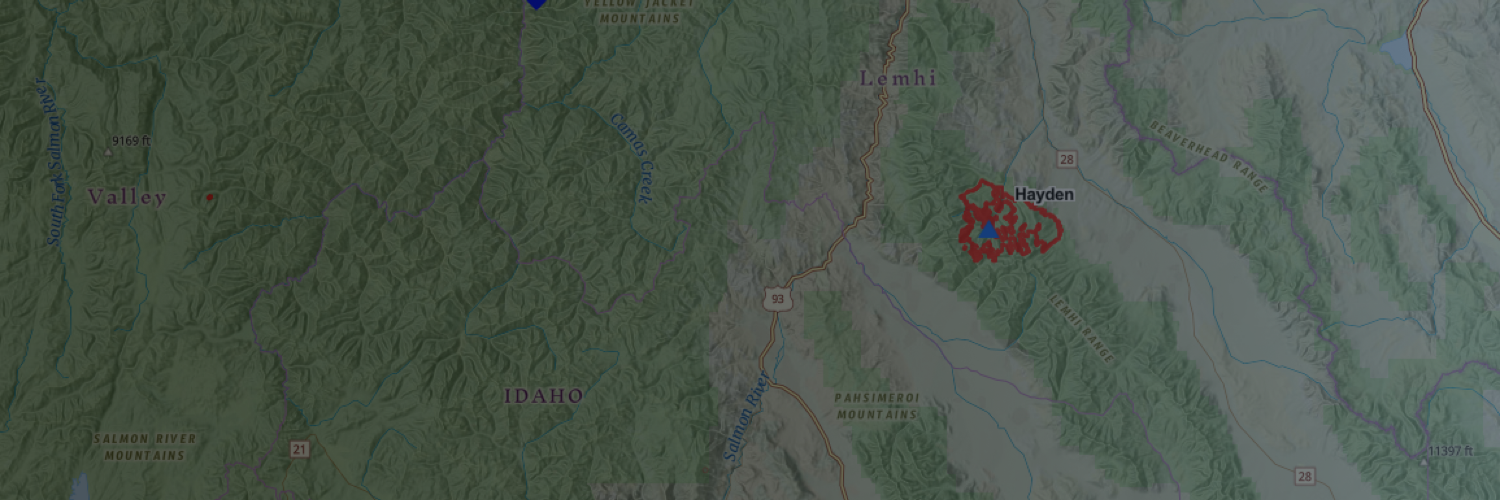 YELLOW JACKET
MOUNTAINS
Lemhi
South Fork Salmon River
9169 ft
Camas Creek
BEAVERHEAD RANGE
28
Valley
Hayden
93
LEMHI RANGE
IDAHO
Salmon River
PAHSIMEROI
MOUNTAINS
SALMON RIVER
MOUNTAINS
21
11397 ft
28